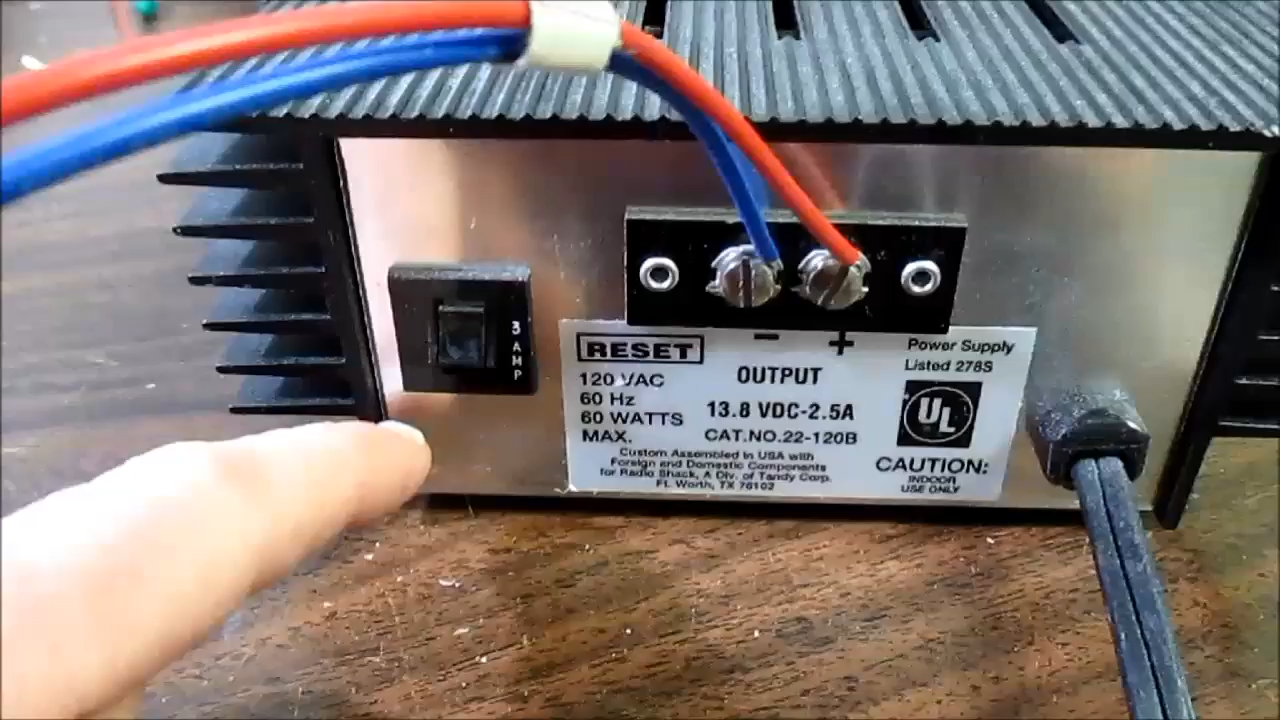 3 AMP
− +
RESET
120 VAC
60 Hz
60 WATTS
MAX.
OUTPUT
13.8 VDC-2.5A
CAT.NO.22-120B
Custom Assembled in USA with
Foreign and Domestic Components
for Radio Shack, A Div. of Tandy Corp.
Ft. Worth, TX 76102
Power Supply
Listed 278S
UL
CAUTION:
INDOOR
USE ONLY